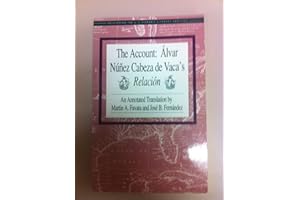 The Account: Álvar
Núñez Cabeza de Vaca's
Relación
An Annotated Translation by
Martin A. Favata and José B. Fernández